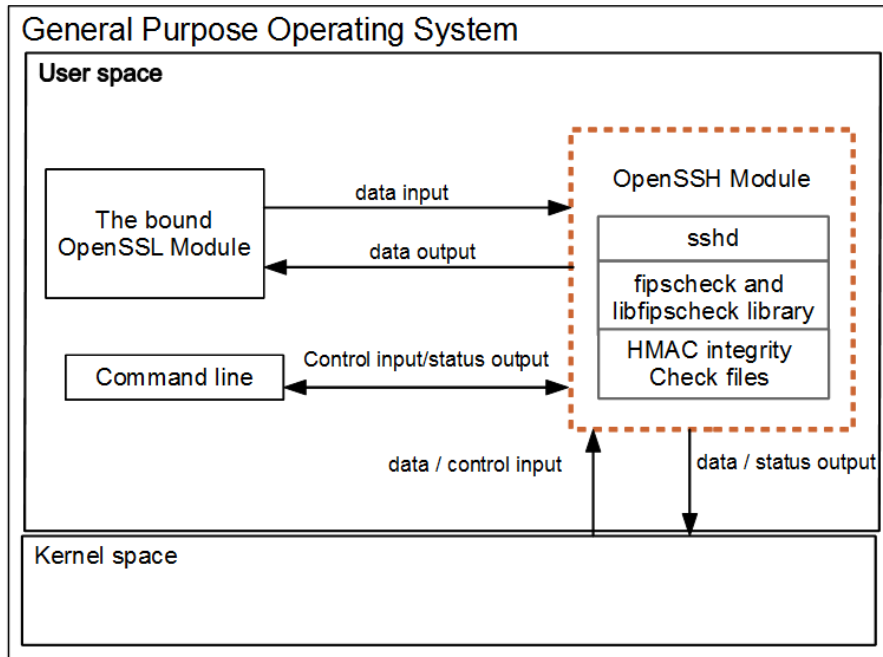 General Purpose Operating System
User space
The bound
OpenSSL Module
data input
data output
OpenSSH Module
sshd
fipscheck and
libfipscheck library
HMAC integrity
Check files
Command line
Control input/status output
data / control input
data / status output
Kernel space